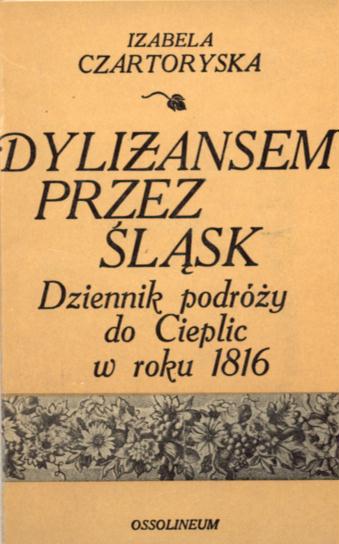 IZABELA
CZARTORYSKA
DYLIŻANSEM
PRZEZ
ŚLĄSK
Dziennik podróży
do Cieplic
w roku 1816
OSSOLINEUM